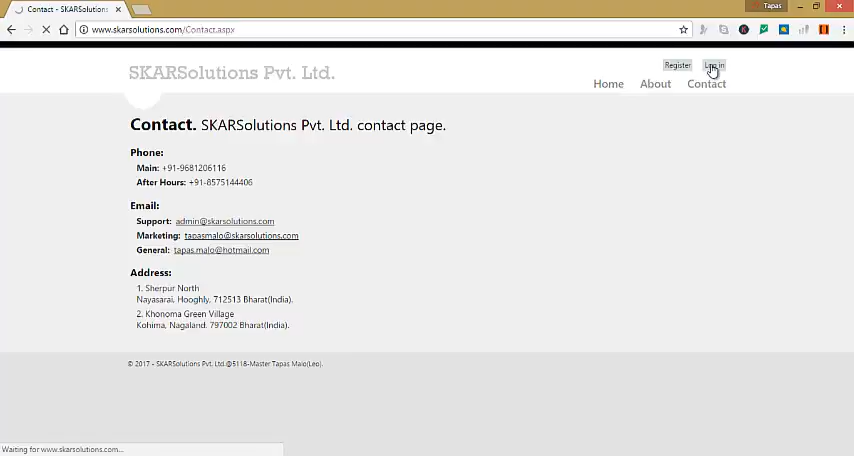 Contact - SKARSolution:
Tapas
www.skarsolutions.com/Contact.aspx
SKARSolutions Pvt. Ltd.
Register Log in
Home About Contact
Contact. SKARSolutions Pvt. Ltd. contact page.
Phone:
Main: +91-9681206116
After Hours: +91-8575144406
Email:
Support: admin@skarsolutions.com
Marketing: tapasmalo@skarsolutions.com
General: tapas.malo@hotmail.com
Address:
1. Sherpur North
Nayasarai, Hooghly. 712513 Bharat(India).
2. Khonoma Green Village
Kohima, Nagaland. 797002 Bharat(India).
© 2017 - SKARSolutions Pvt. Ltd.@5118-Master Tapas Malo(Leo).
Waiting for www.skarsolutions.com...